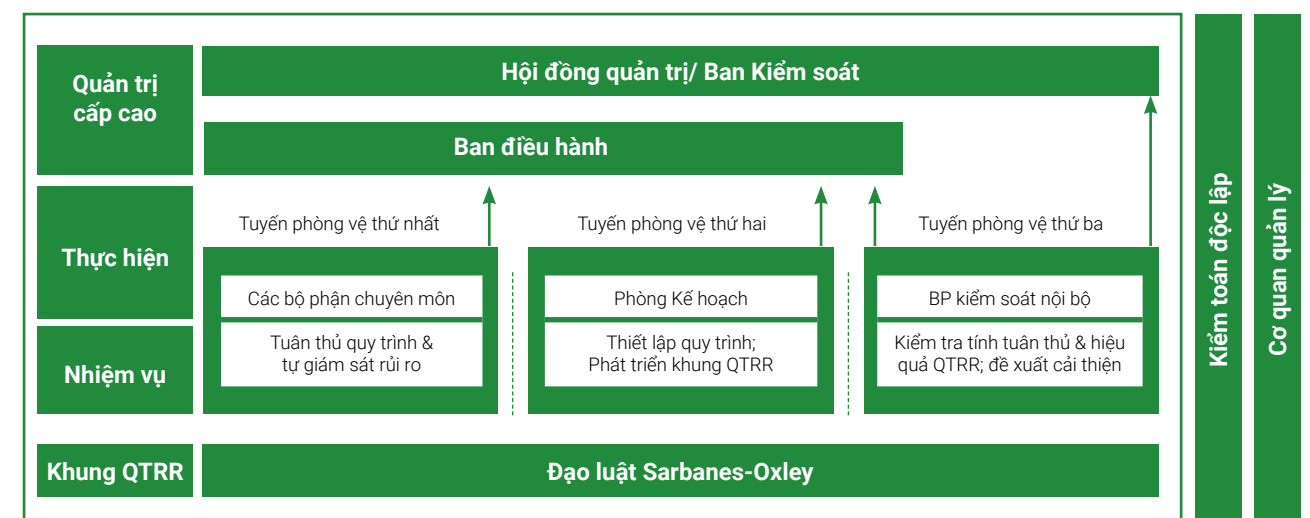 Quản trị
cấp cao
Hội đồng quản trị/ Ban Kiểm soát
Ban điều hành
Thực hiện
Tuyến phòng vệ thứ nhất
Tuyến phòng vệ thứ hai
Tuyến phòng vệ thứ ba
Các bộ phận chuyên môn
Phòng Kế hoạch
BP kiểm soát nội bộ
Nhiệm vụ
Tuân thủ quy trình &
tự giám sát rủi ro
Thiết lập quy trình;
Phát triển khung QTRR
Kiểm tra tính tuân thủ & hiệu
quả QTRR; đề xuất cải thiện
Khung QTRR
Đạo luật Sarbanes-Oxley
Kiểm toán độc lập
Cơ quan quản lý